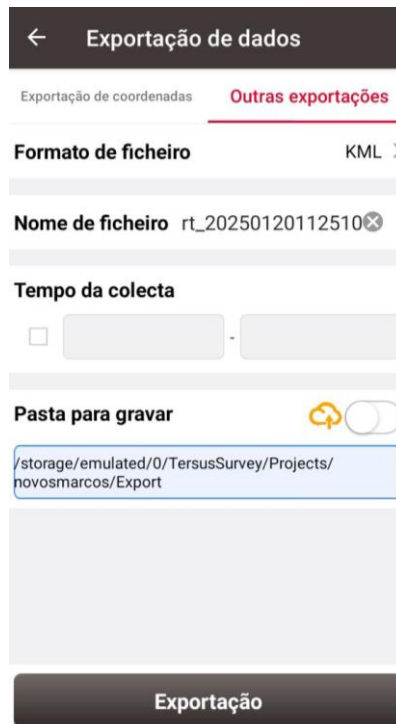 Exportação de dados
Exportação de coordenadas Outras exportações
Formato de ficheiro KML
Nome de ficheiro rt_20250120112510
Tempo da colecta
-
Pasta para gravar
/storage/emulated/0/TersusSurvey/Projects/
novosmarcos/Export
Exportação